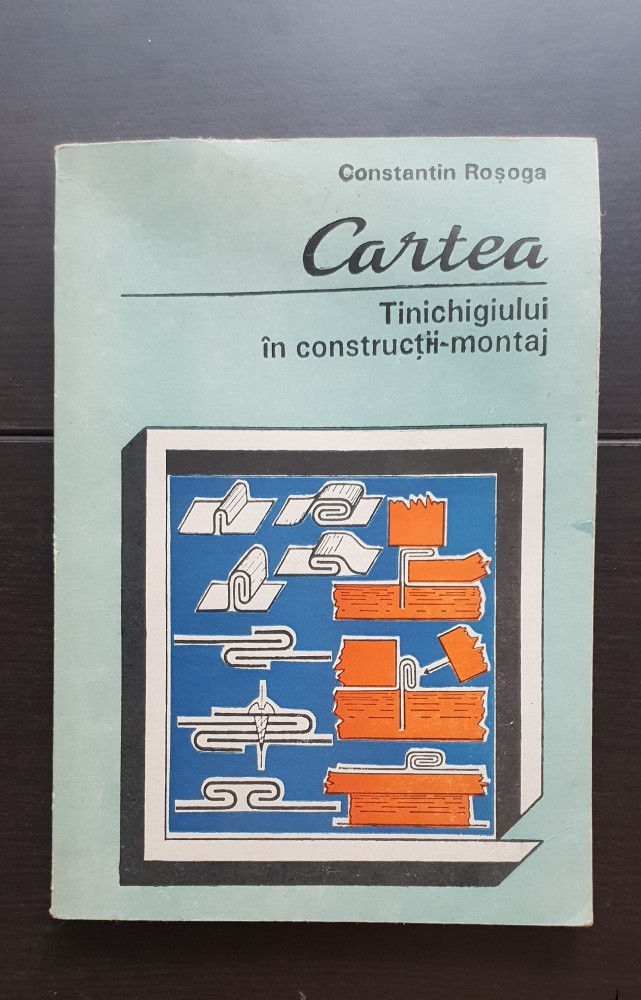 Constantin Roșoga
Cartea
Tinichigiului
în construcții-montaj